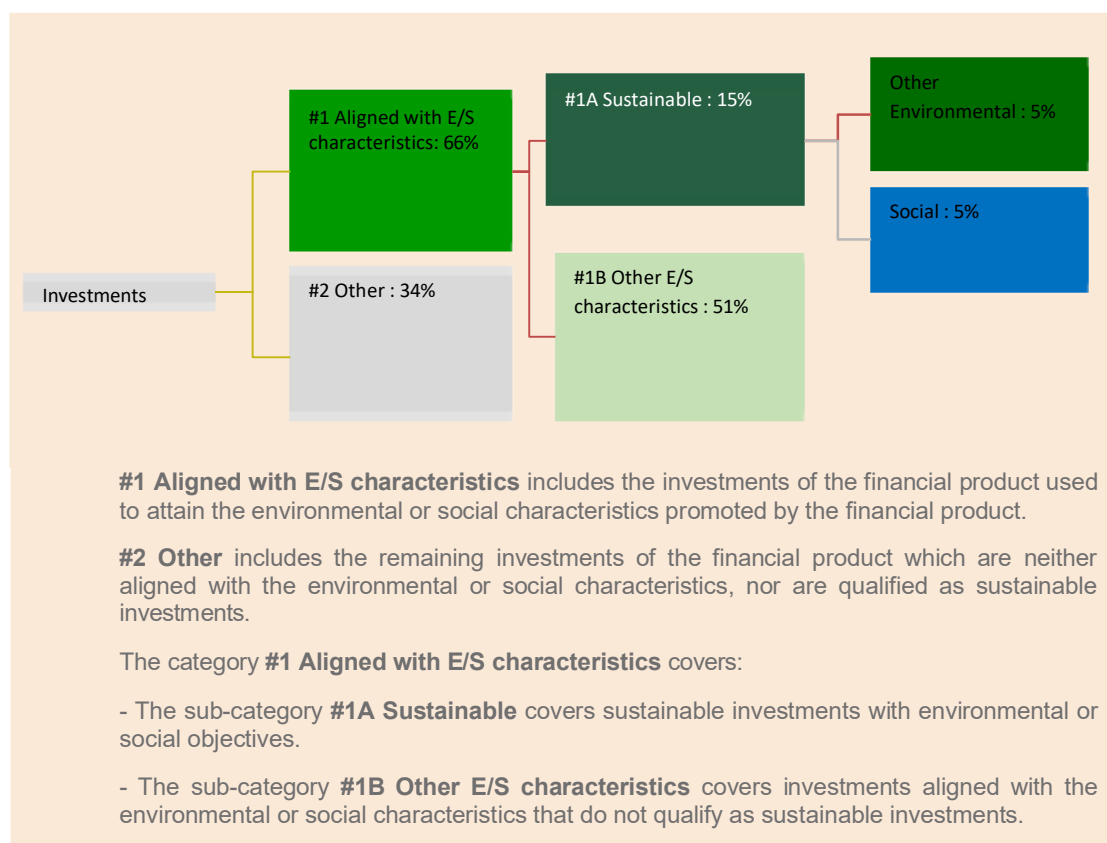 #1 Aligned with E/S
characteristics: 66%
#1A Sustainable : 15%
Other
Environmental : 5%
Social : 5%
Investments
#2 Other : 34%
#1B Other E/S
characteristics : 51%
#1 Aligned with E/S characteristics includes the investments of the financial product used
to attain the environmental or social characteristics promoted by the financial product.
#2 Other includes the remaining investments of the financial product which are neither
aligned with the environmental or social characteristics, nor are qualified as sustainable
investments.
The category #1 Aligned with E/S characteristics covers:
- The sub-category #1A Sustainable covers sustainable investments with environmental or
social objectives.
- The sub-category #1B Other E/S characteristics covers investments aligned with the
environmental or social characteristics that do not qualify as sustainable investments.